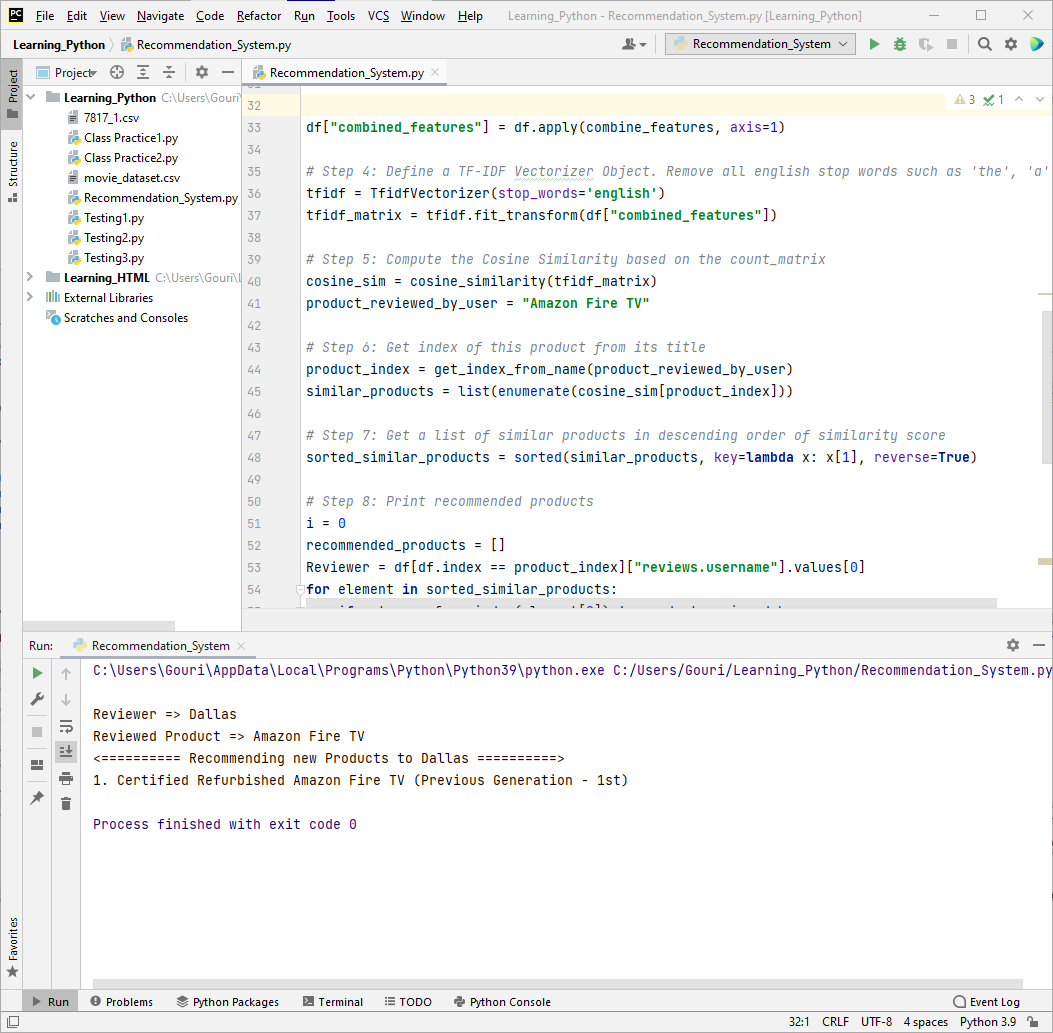 PC File Edit View Navigate Code Refactor Run Tools VCS Window Help Learning_Python - Recommendation_System.py [Learning_Python]
Learning_Python Recommendation_System.py Recommendation_System
Project Recommendation_System.py
Project
Structure
Favorites
Learning_Python C:\Users\Gouri\
7817_1.csv
Class Practice1.py
Class Practice2.py
movie_dataset.csv
Recommendation_System.py
Testing1.py
Testing2.py
Testing3.py
Learning_HTML C:\Users\Gouri\L
External Libraries
Scratches and Consoles
3 1
32
33 df["combined_features"] = df.apply(combine_features, axis=1)
34
35 # Step 4: Define a TF-IDF Vectorizer Object. Remove all english stop words such as 'the', 'a'
36 tfidf = TfidfVectorizer(stop_words='english')
37 tfidf_matrix = tfidf.fit_transform(df["combined_features"])
38
39 # Step 5: Compute the Cosine Similarity based on the count_matrix
40 cosine_sim = cosine_similarity(tfidf_matrix)
41 product_reviewed_by_user = "Amazon Fire TV"
42
43 # Step 6: Get index of this product from its title
44 product_index = get_index_from_name(product_reviewed_by_user)
45 similar_products = list(enumerate(cosine_sim[product_index]))
46
47 # Step 7: Get a list of similar products in descending order of similarity score
48 sorted_similar_products = sorted(similar_products, key=lambda x: x[1], reverse=True)
49
50 # Step 8: Print recommended products
51 i = 0
52 recommended_products = []
53 Reviewer = df[df.index == product_index]["reviews.username"].values[0]
54 for element in sorted_similar_products:
Run: Recommendation_System
C:\Users\Gouri\AppData\Local\Programs\Python\Python39\python.exe C:/Users/Gouri/Learning_Python/Recommendation_System.py
Reviewer => Dallas
Reviewed Product => Amazon Fire TV
<========== Recommending new Products to Dallas ==========>
1. Certified Refurbished Amazon Fire TV (Previous Generation - 1st)
Process finished with exit code 0
Run Problems Python Packages Terminal TODO Python Console Event Log
32:1 CRLF UTF-8 4 spaces Python 3.9